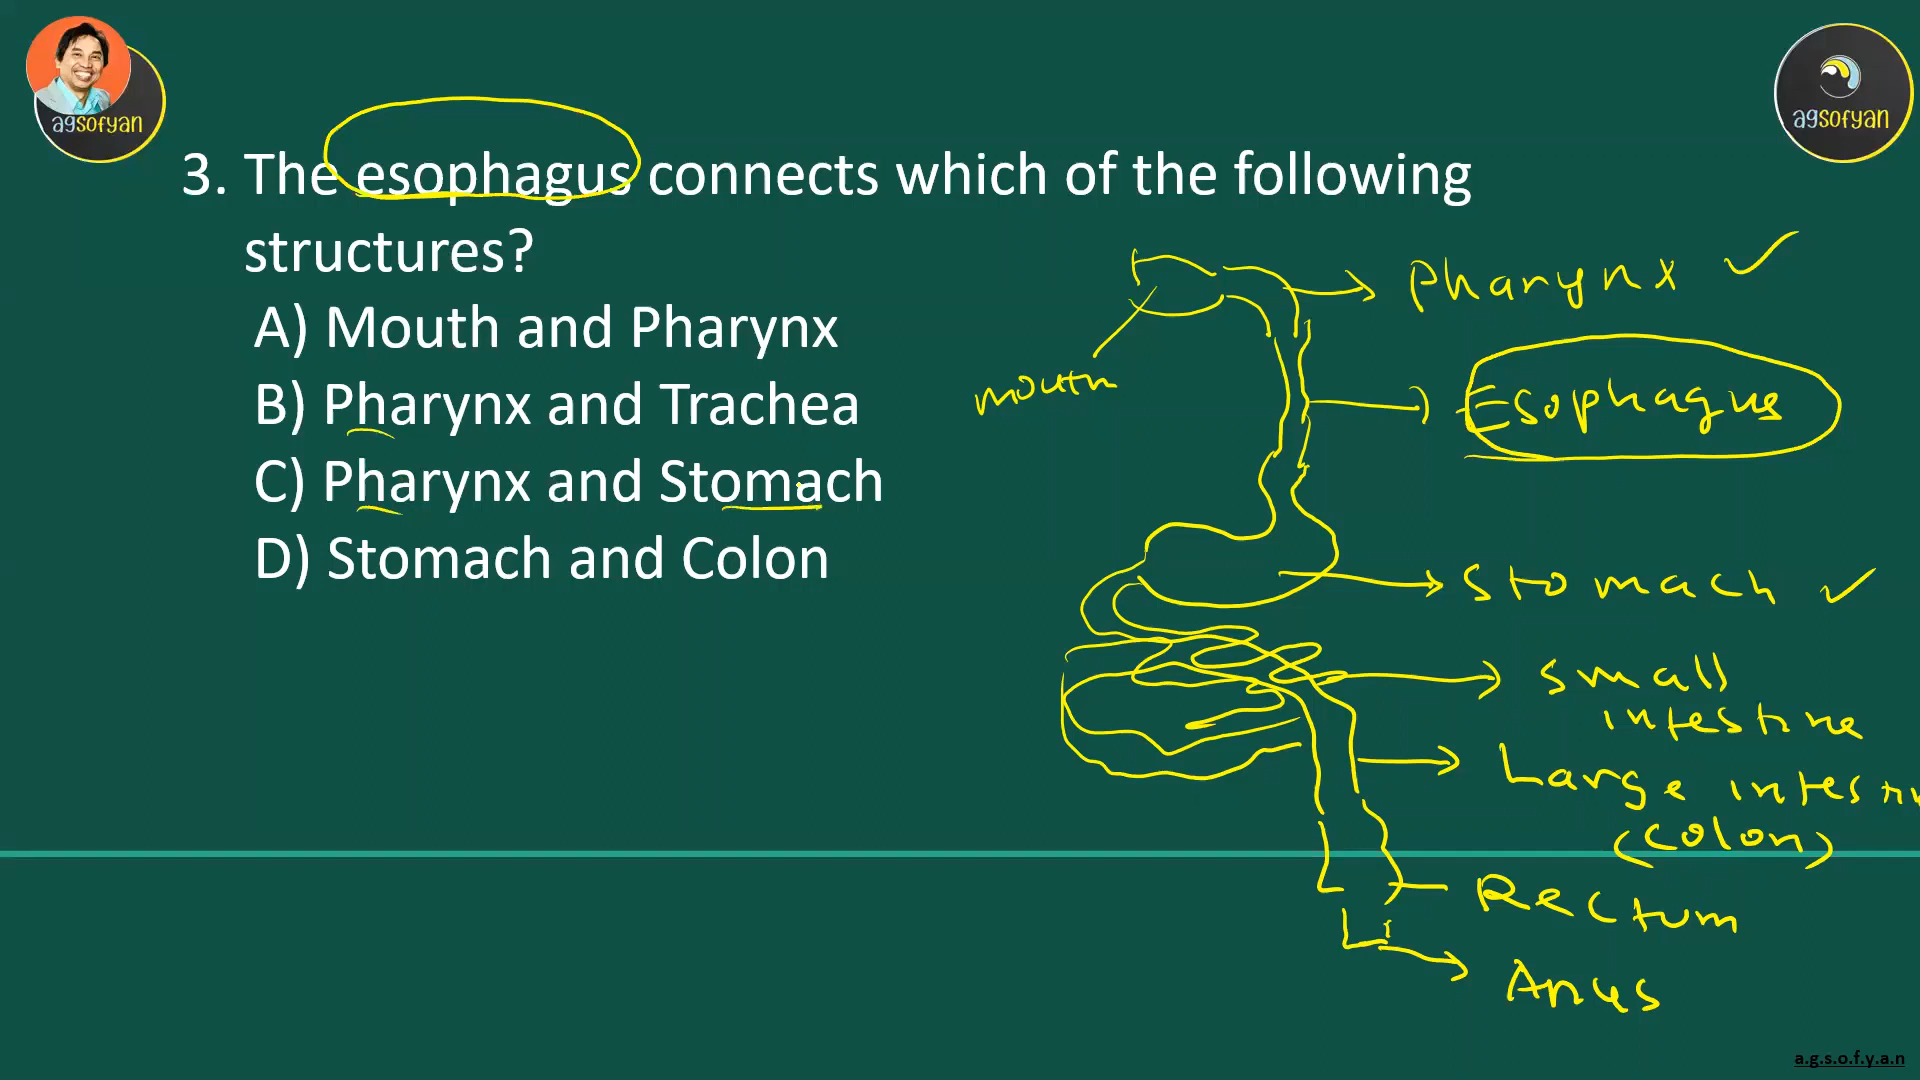 agsofyan
agsofyan
3. The esophagus connects which of the following
structures?
A) Mouth and Pharynx
B) Pharynx and Trachea
C) Pharynx and Stomach
D) Stomach and Colon
Pharynx
mouth
Esophagus
Stomach
Small
intestine
Large intestin
(colon)
Rectum
Anus
a.g.s.o.f.y.a.n